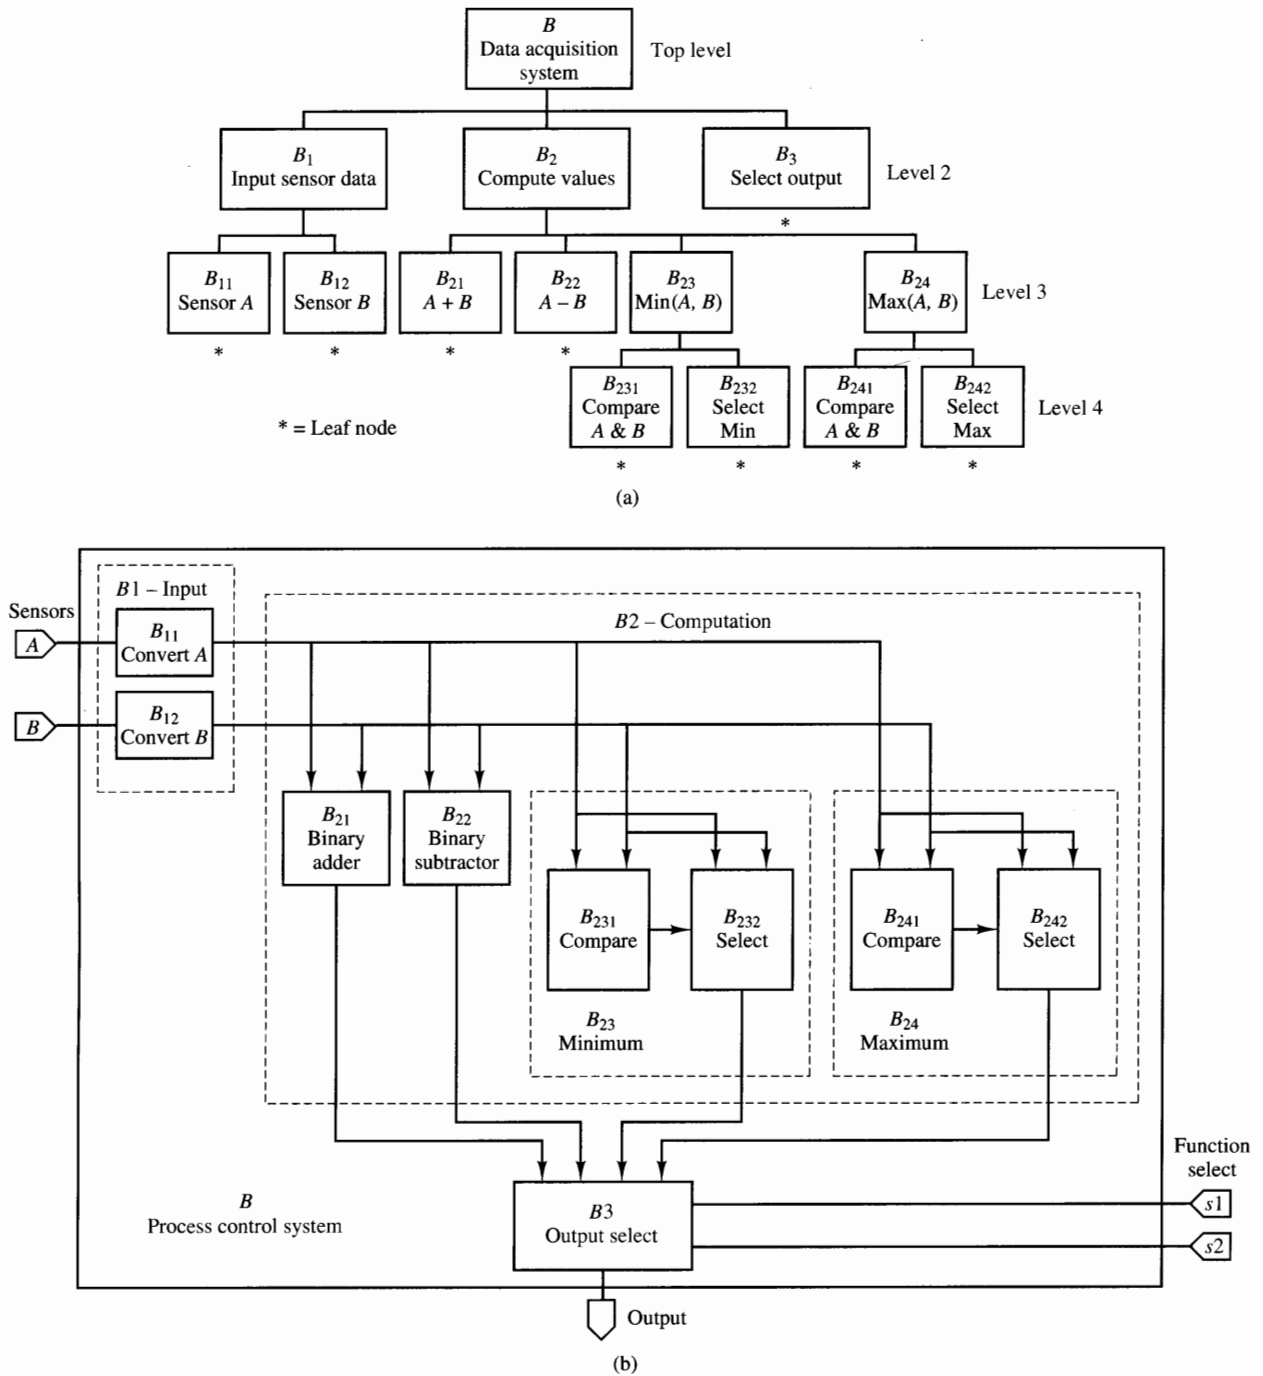 B
Data acquisition
system
Top level
B1
Input sensor data
B2
Compute values
B3
Select output
Level 2
*
B11
Sensor A
B12
Sensor B
B21
A + B
B22
A – B
B23
Min(A, B)
B24
Max(A, B)
Level 3
*
*
*
*
B231
Compare
A & B
B232
Select
Min
B241
Compare
A & B
B242
Select
Max
Level 4
* = Leaf node
*
*
*
*
(a)
B1 – Input
Sensors
A
B11
Convert A
B2 – Computation
B
B12
Convert B
B21
Binary
adder
B22
Binary
subtractor
B231
Compare
B232
Select
B241
Compare
B242
Select
B23
Minimum
B24
Maximum
Function
select
B
Process control system
B3
Output select
s1
s2
Output
(b)